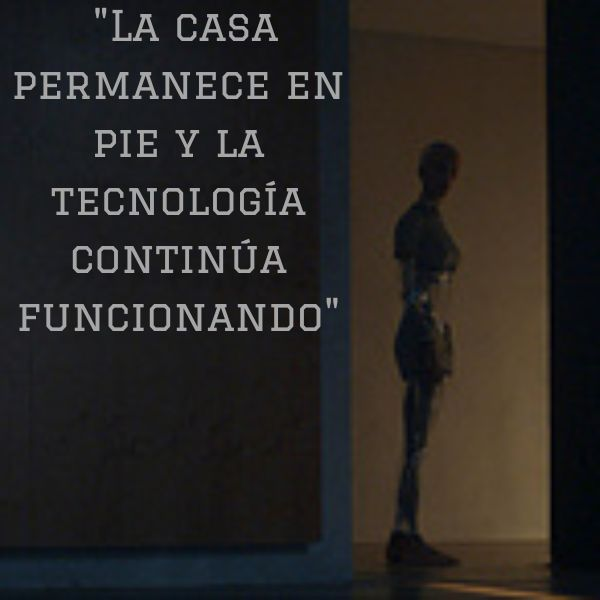 "La casa
permanece en
pie y la
tecnología
continúa
funcionando"